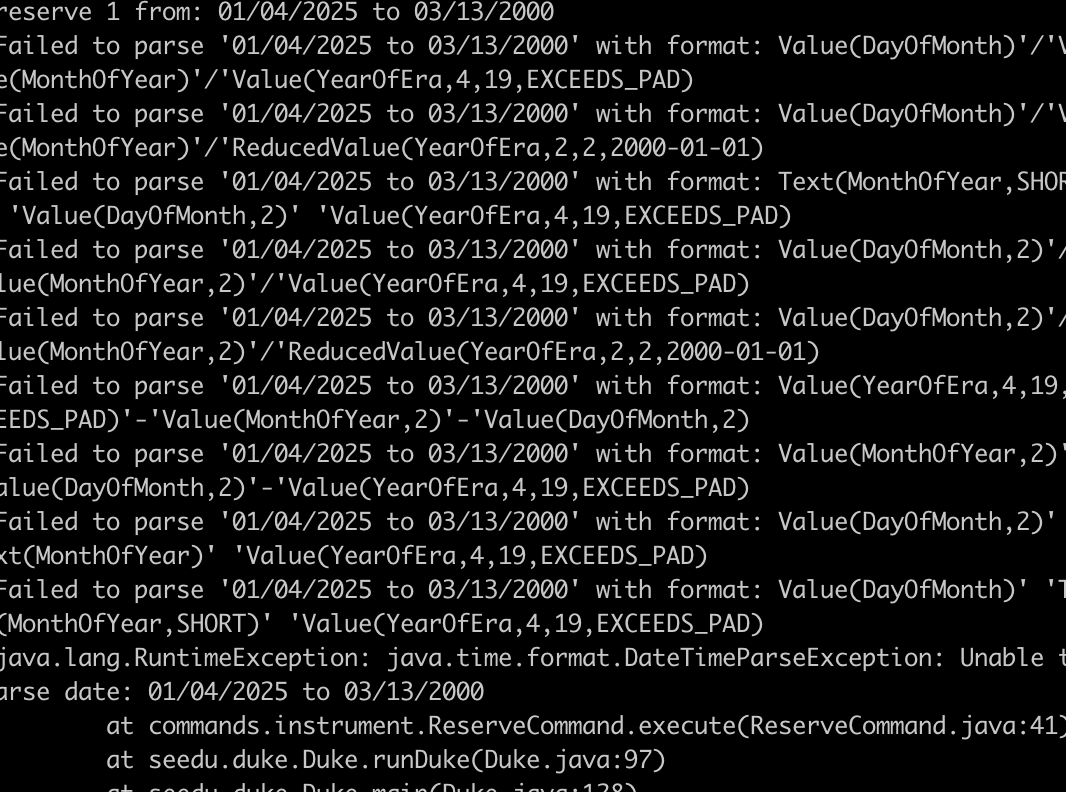 reserve 1 from: 01/04/2025 to 03/13/2000
Failed to parse '01/04/2025 to 03/13/2000' with format: Value(DayOfMonth)'/'V
e(MonthOfYear)'/'Value(YearOfEra,4,19,EXCEEDS_PAD)
Failed to parse '01/04/2025 to 03/13/2000' with format: Value(DayOfMonth)'/'V
e(MonthOfYear)'/'ReducedValue(YearOfEra,2,2,2000-01-01)
Failed to parse '01/04/2025 to 03/13/2000' with format: Text(MonthOfYear,SHOR
 'Value(DayOfMonth,2)' 'Value(YearOfEra,4,19,EXCEEDS_PAD)
Failed to parse '01/04/2025 to 03/13/2000' with format: Value(DayOfMonth,2)'/
lue(MonthOfYear,2)'/'Value(YearOfEra,4,19,EXCEEDS_PAD)
Failed to parse '01/04/2025 to 03/13/2000' with format: Value(DayOfMonth,2)'/
lue(MonthOfYear,2)'/'ReducedValue(YearOfEra,2,2,2000-01-01)
Failed to parse '01/04/2025 to 03/13/2000' with format: Value(YearOfEra,4,19,
EEDS_PAD)'-'Value(MonthOfYear,2)'-'Value(DayOfMonth,2)
Failed to parse '01/04/2025 to 03/13/2000' with format: Value(MonthOfYear,2)'
alue(DayOfMonth,2)'-'Value(YearOfEra,4,19,EXCEEDS_PAD)
Failed to parse '01/04/2025 to 03/13/2000' with format: Value(DayOfMonth,2)'
xt(MonthOfYear)' 'Value(YearOfEra,4,19,EXCEEDS_PAD)
Failed to parse '01/04/2025 to 03/13/2000' with format: Value(DayOfMonth)' 'T
(MonthOfYear,SHORT)' 'Value(YearOfEra,4,19,EXCEEDS_PAD)
java.lang.RuntimeException: java.time.format.DateTimeParseException: Unable t
arse date: 01/04/2025 to 03/13/2000
at commands.instrument.ReserveCommand.execute(ReserveCommand.java:41)
at seedu.duke.Duke.runDuke(Duke.java:97)
at seedu.duke.Duke.main(Duke.java:128)